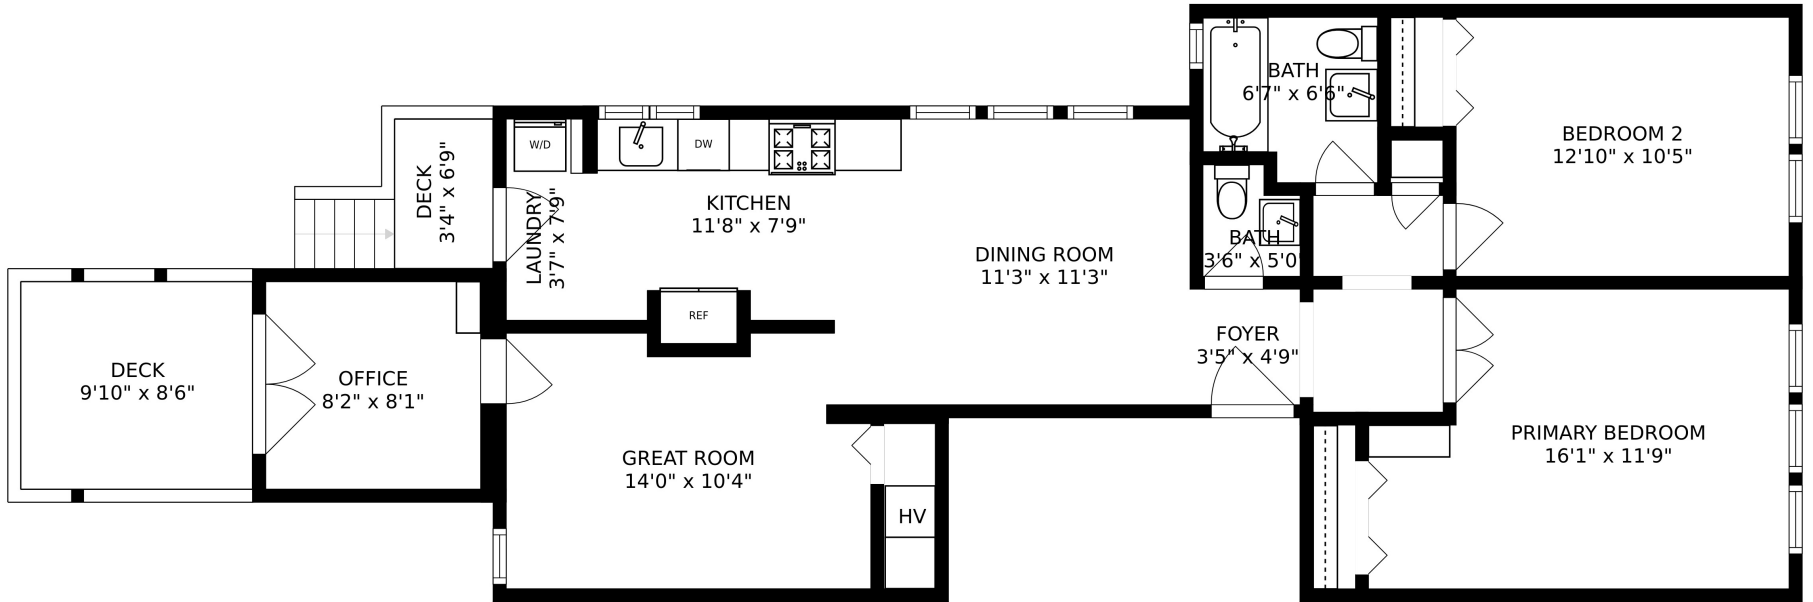 BATH
6'7" x 6'6"
BEDROOM 2
12'10" x 10'5"
W/D
DW
DECK
3'4" x 6'9"
LAUNDRY
3'7" x 7'9"
KITCHEN
11'8" x 7'9"
DINING ROOM
11'3" x 11'3"
BATH
3'6" x 5'0"
REF
FOYER
3'5" x 4'9"
DECK
9'10" x 8'6"
OFFICE
8'2" x 8'1"
GREAT ROOM
14'0" x 10'4"
HV
PRIMARY BEDROOM
16'1" x 11'9"